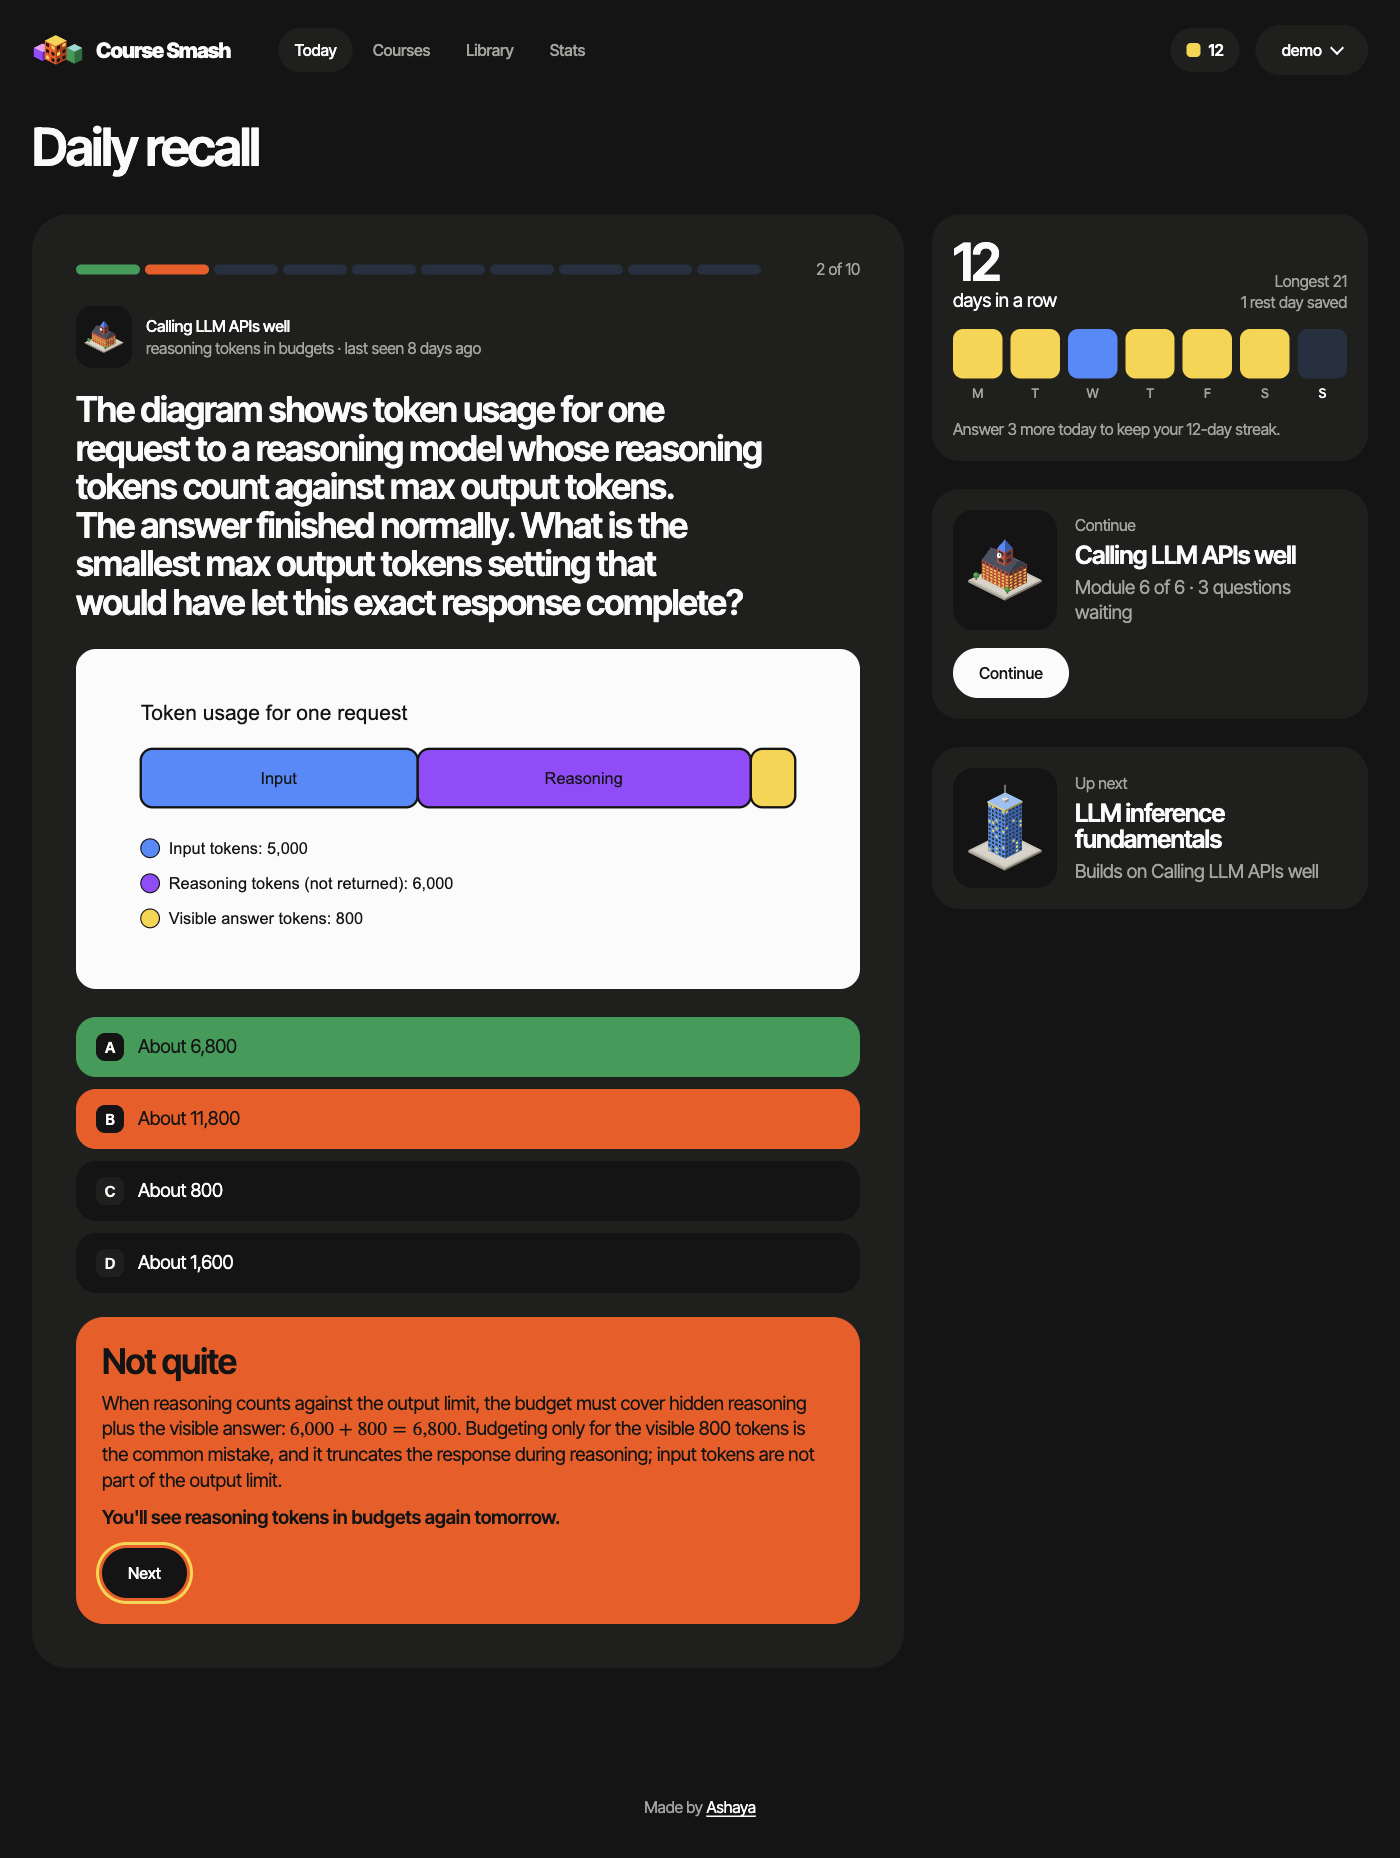 Course Smash
Today
Courses
Library
Stats
12
demo
Daily recall
2 of 10
Calling LLM APIs well
reasoning tokens in budgets · last seen 8 days ago
The diagram shows token usage for one
request to a reasoning model whose reasoning
tokens count against max output tokens.
The answer finished normally. What is the
smallest max output tokens setting that
would have let this exact response complete?
Token usage for one request
Input
Reasoning
Input tokens: 5,000
Reasoning tokens (not returned): 6,000
Visible answer tokens: 800
A About 6,800
B About 11,800
C About 800
D About 1,600
Not quite
When reasoning counts against the output limit, the budget must cover hidden reasoning
plus the visible answer: 6,000 + 800 = 6,800. Budgeting only for the visible 800 tokens is
the common mistake, and it truncates the response during reasoning; input tokens are not
part of the output limit.
You'll see reasoning tokens in budgets again tomorrow.
Next
12
days in a row
Longest 21
1 rest day saved
M T W T F S S
Answer 3 more today to keep your 12-day streak.
Continue
Calling LLM APIs well
Module 6 of 6 · 3 questions
waiting
Continue
Up next
LLM inference
fundamentals
Builds on Calling LLM APIs well
Made by Ashaya